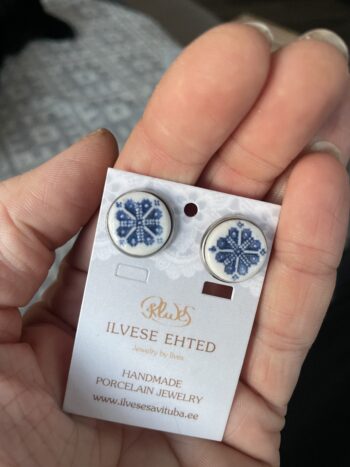 ILVESE EHTED
Jewelry by Ilves
HANDMADE
PORCELAIN JEWELRY
www.ilvesesavituba.ee